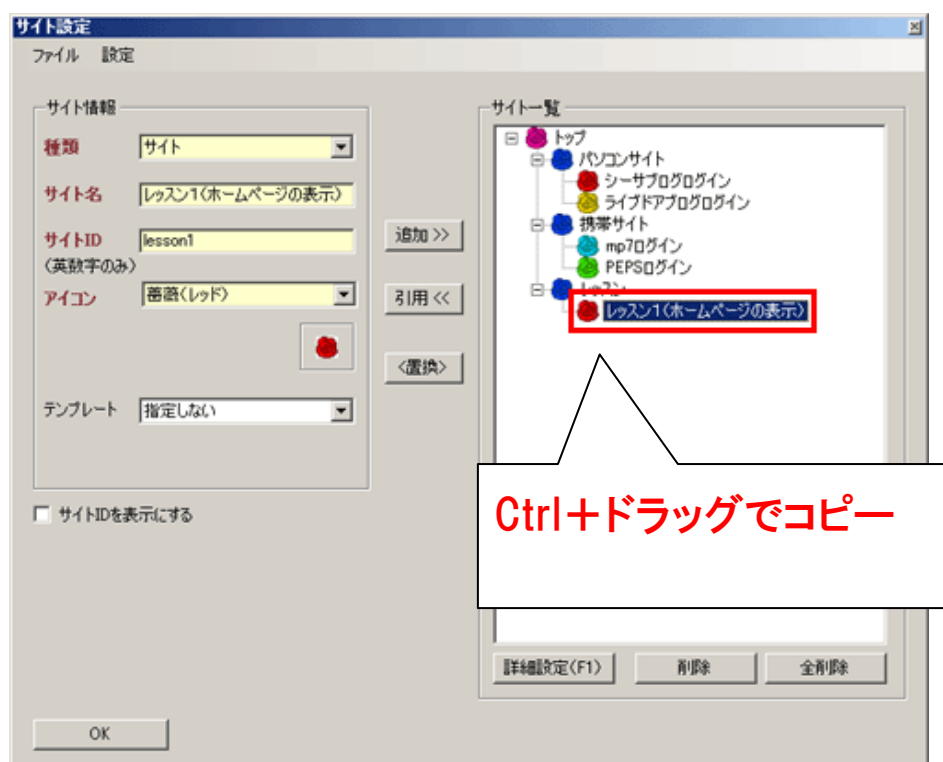 サイト設定
ファイル 設定
サイト情報
種類 サイト
サイト名 レッスン1(ホームページの表示)
サイトID lesson1
(英数字のみ)
アイコン 薔薇(レッド)
テンプレート 指定しない
サイトIDを表示にする
追加 >>
引用 <<
<置換>
サイト一覧
トップ
パソコンサイト
シーサブログログイン
ライブドアブログログイン
携帯サイト
mp7ログイン
PEPSログイン
レッスン
レッスン1(ホームページの表示)
Ctrl+ドラッグでコピー
詳細設定(F1) 削除 全削除
OK